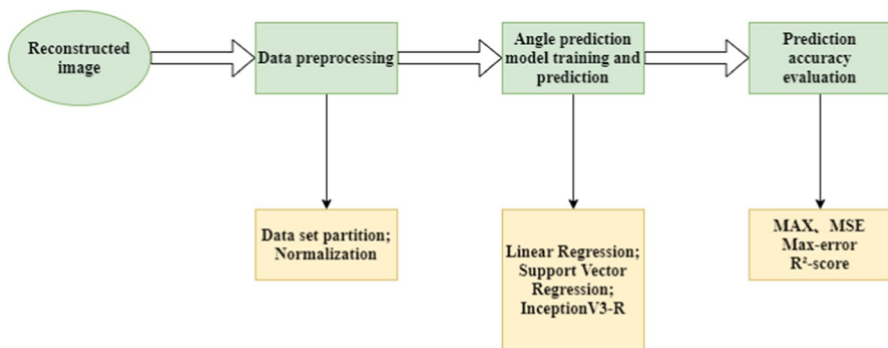 Reconstructed
image
Data preprocessing
Angle prediction
model training and
prediction
Prediction
accuracy
evaluation
Data set partition;
Normalization
Linear Regression;
Support Vector
Regression;
InceptionV3-R
MAX、MSE
Max-error
R²-score